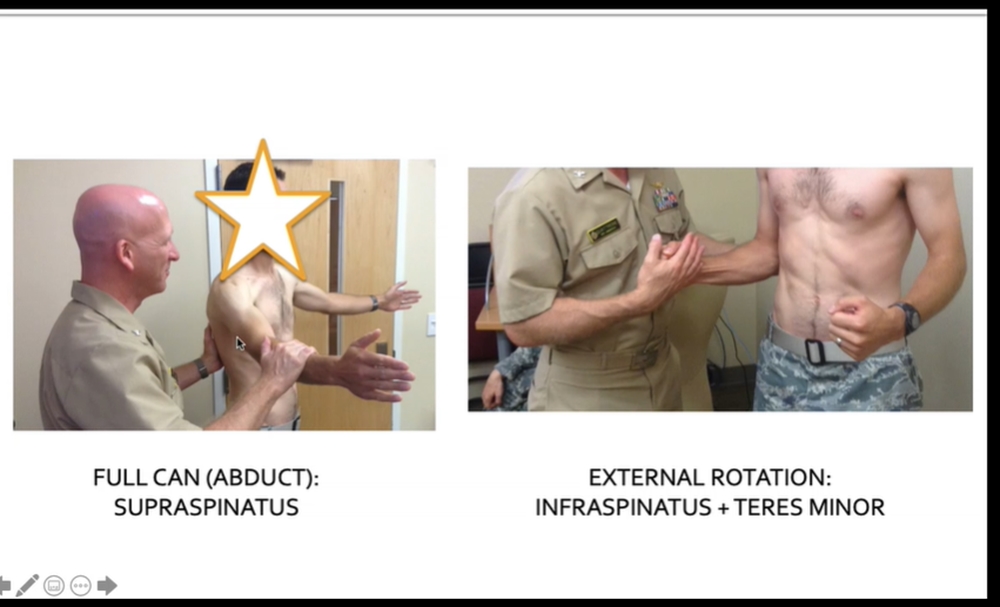 FULL CAN (ABDUCT):
SUPRASPINATUS
EXTERNAL ROTATION:
INFRASPINATUS + TERES MINOR